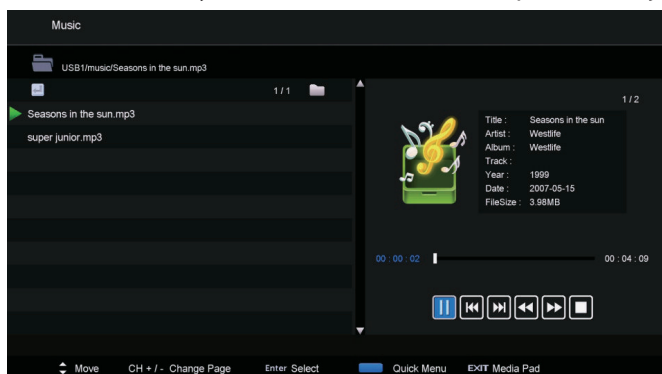 Music
USB1/music/Seasons in the sun.mp3
1 / 1
Seasons in the sun.mp3
super junior.mp3
1 / 2
Title : Seasons in the sun
Artist : Westlife
Album : Westlife
Track :
Year : 1999
Date : 2007-05-15
FileSize : 3.98MB
00 : 00 : 02 00 : 04 : 09
Move CH + / - Change Page Enter Select Quick Menu EXIT Media Pad